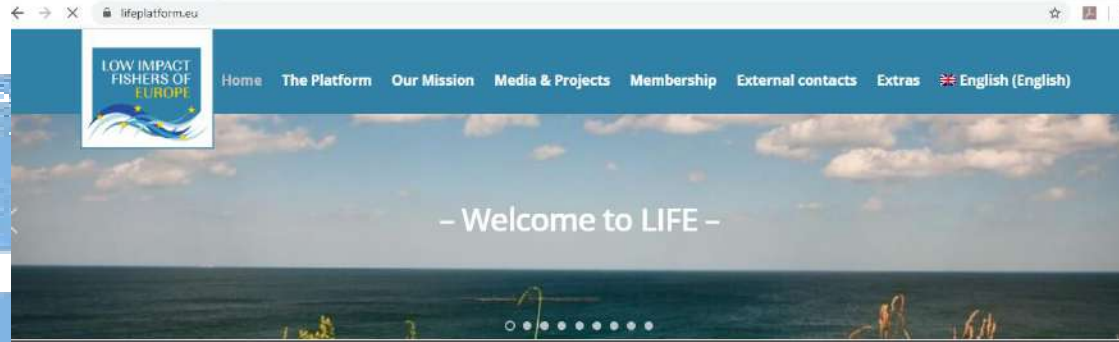 lifeplatform.eu
LOW IMPACT
FISHERS OF
EUROPE
Home The Platform Our Mission Media & Projects Membership External contacts Extras English (English)
– Welcome to LIFE –